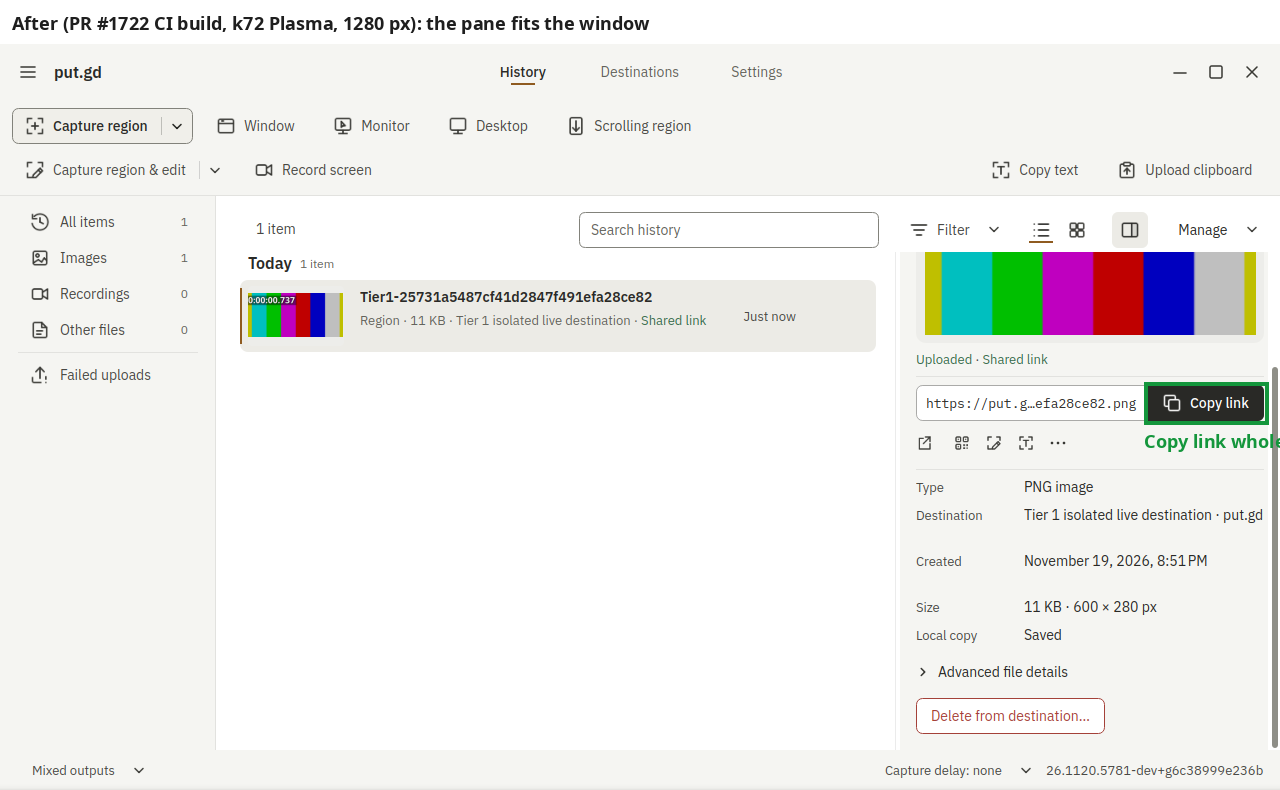 After (PR #1722 CI build, k72 Plasma, 1280 px): the pane fits the window
put.gd
History
Destinations
Settings
Capture region
Window
Monitor
Desktop
Scrolling region
Capture region & edit
Record screen
Copy text
Upload clipboard
All items 1
Images 1
Recordings 0
Other files 0
Failed uploads
1 item
Search history
Filter
Manage
Today 1 item
0:00:00.737
Tier1-25731a5487cf41d2847f491efa28ce82
Region · 11 KB · Tier 1 isolated live destination · Shared link
Just now
Uploaded · Shared link
https://put.g…efa28ce82.png
Copy link
Copy link whole
Type PNG image
Destination Tier 1 isolated live destination · put.gd
Created November 19, 2026, 8:51 PM
Size 11 KB · 600 × 280 px
Local copy Saved
Advanced file details
Delete from destination…
Mixed outputs
Capture delay: none
26.1120.5781-dev+g6c38999e236b